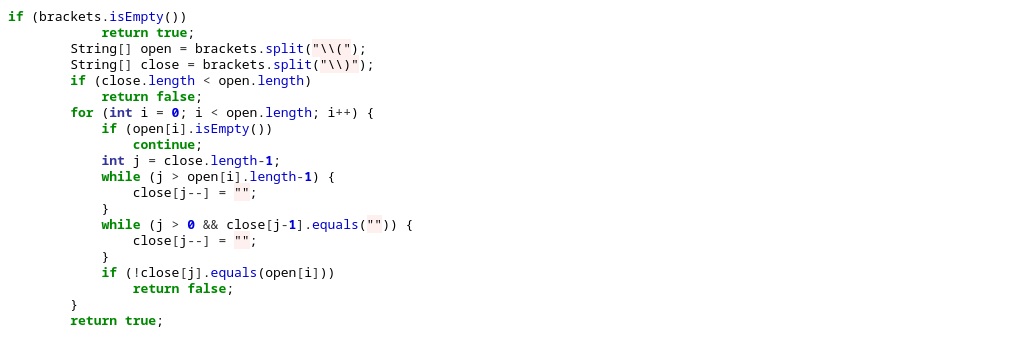 if (brackets.isEmpty())
            return true;
        String[] open = brackets.split("\\(");
        String[] close = brackets.split("\\)");
        if (close.length < open.length)
            return false;
        for (int i = 0; i < open.length; i++) {
            if (open[i].isEmpty())
                continue;
            int j = close.length-1;
            while (j > open[i].length-1) {
                close[j--] = "";
            }
            while (j > 0 && close[j-1].equals("")) {
                close[j--] = "";
            }
            if (!close[j].equals(open[i]))
                return false;
        }
        return true;